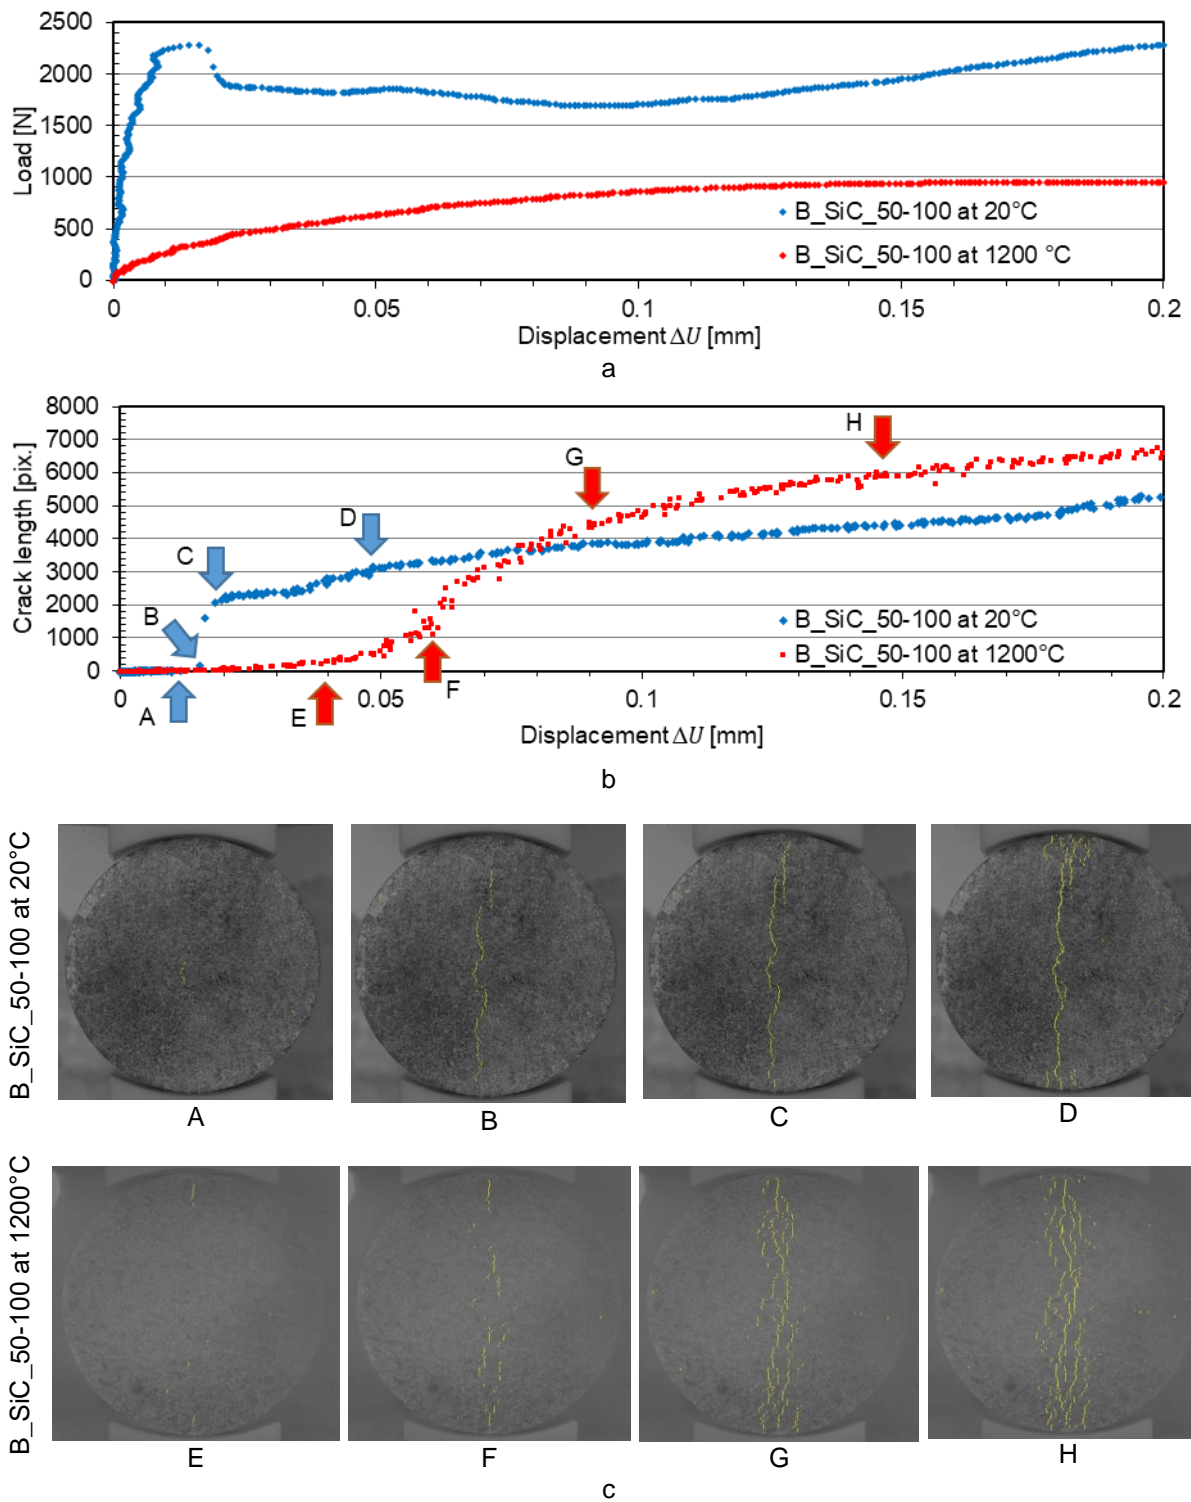 2500
2000
1500
1000
500
0
Load [N]
B_SiC_50-100 at 20°C
B_SiC_50-100 at 1200 °C
0 0.05 0.1 0.15 0.2
Displacement ΔU [mm]
a
8000
7000
6000
5000
4000
3000
2000
1000
0
Crack length [pix.]
A
B
C
D
E
F
G
H
B_SiC_50-100 at 20°C
B_SiC_50-100 at 1200°C
0 0.05 0.1 0.15 0.2
Displacement ΔU [mm]
b
B_SiC_50-100 at 20°C
A B C D
B_SiC_50-100 at 1200°C
E F G H
c